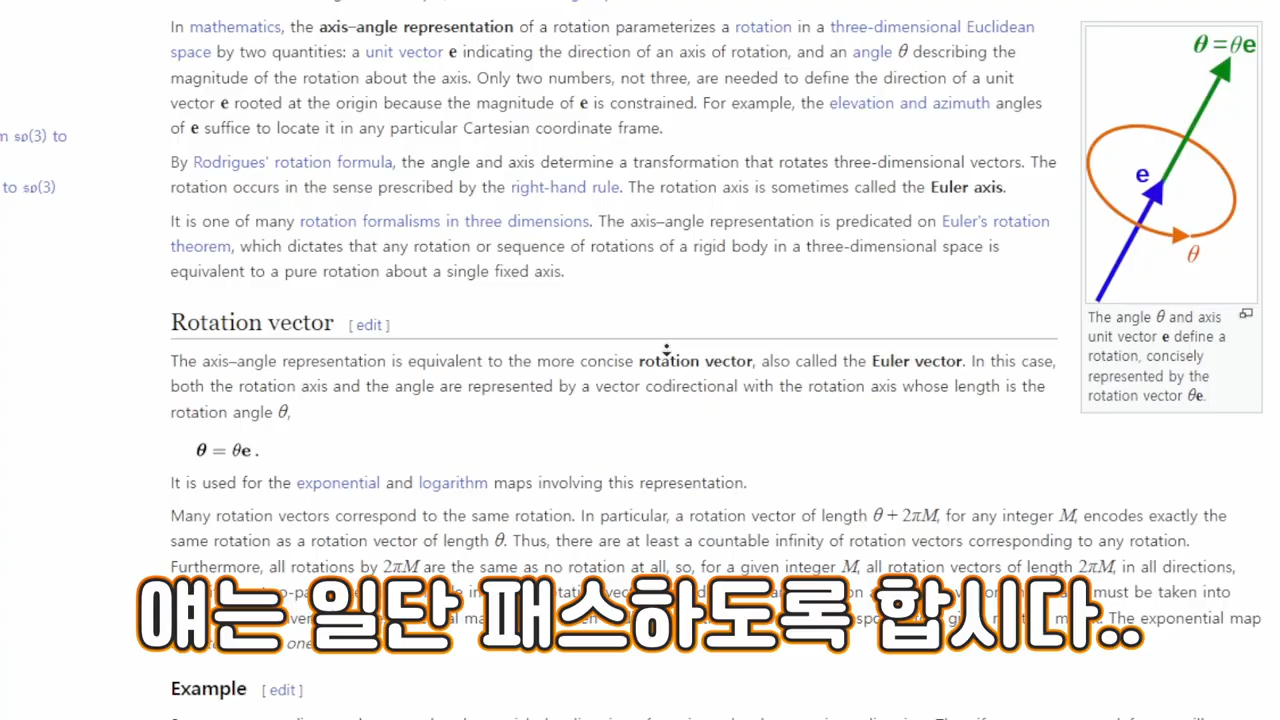 In mathematics, the axis–angle representation of a rotation parameterizes a rotation in a three-dimensional Euclidean
space by two quantities: a unit vector e indicating the direction of an axis of rotation, and an angle θ describing the
magnitude of the rotation about the axis. Only two numbers, not three, are needed to define the direction of a unit
vector e rooted at the origin because the magnitude of e is constrained. For example, the elevation and azimuth angles
of e suffice to locate it in any particular Cartesian coordinate frame.
By Rodrigues' rotation formula, the angle and axis determine a transformation that rotates three-dimensional vectors. The
rotation occurs in the sense prescribed by the right-hand rule. The rotation axis is sometimes called the Euler axis.
It is one of many rotation formalisms in three dimensions. The axis–angle representation is predicated on Euler's rotation
theorem, which dictates that any rotation or sequence of rotations of a rigid body in a three-dimensional space is
equivalent to a pure rotation about a single fixed axis.
m 𝔰𝔬(3) to
to 𝔰𝔬(3)
θ = θe
e
θ
The angle θ and axis
unit vector e define a
rotation, concisely
represented by the
rotation vector θe.
Rotation vector [ edit ]
The axis–angle representation is equivalent to the more concise rotation vector, also called the Euler vector. In this case,
both the rotation axis and the angle are represented by a vector codirectional with the rotation axis whose length is the
rotation angle θ,
θ = θe .
It is used for the exponential and logarithm maps involving this representation.
Many rotation vectors correspond to the same rotation. In particular, a rotation vector of length θ + 2πM, for any integer M, encodes exactly the
same rotation as a rotation vector of length θ. Thus, there are at least a countable infinity of rotation vectors corresponding to any rotation.
Furthermore, all rotations by 2πM are the same as no rotation at all, so, for a given integer M, all rotation vectors of length 2πM, in all directions,
must be taken into
The exponential map
one
얘는 일단 패스하도록 합시다..
Example [ edit ]